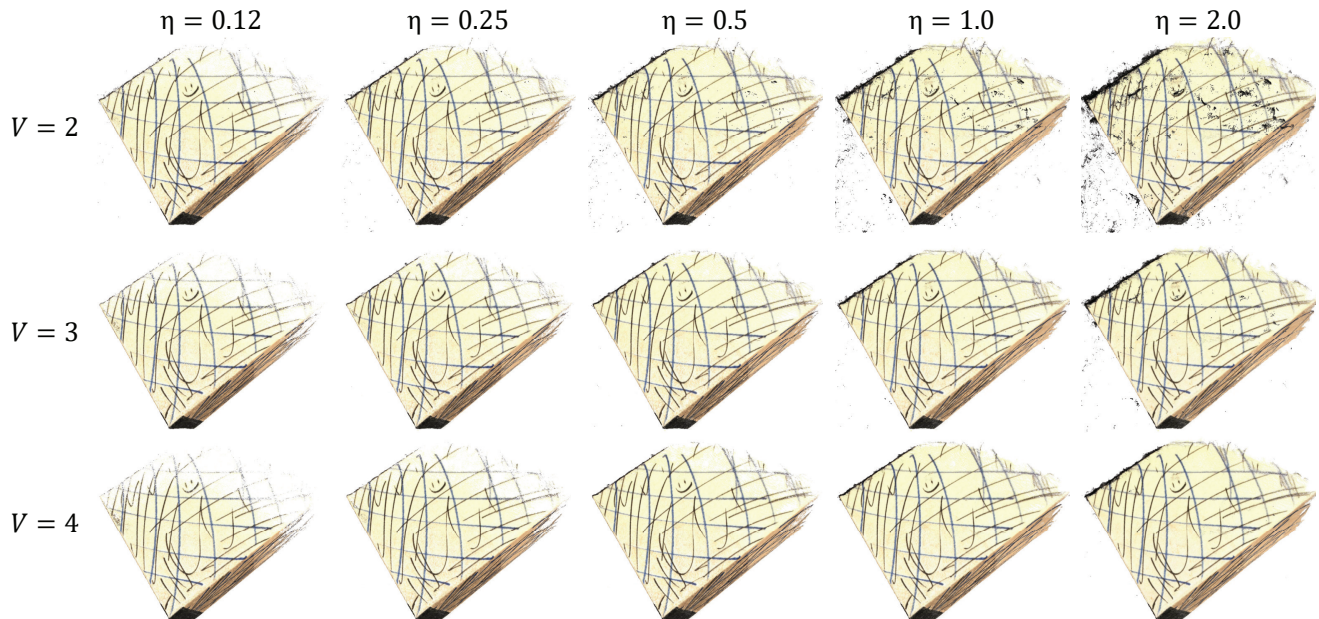 η = 0.12 η = 0.25 η = 0.5 η = 1.0 η = 2.0
V = 2
V = 3
V = 4